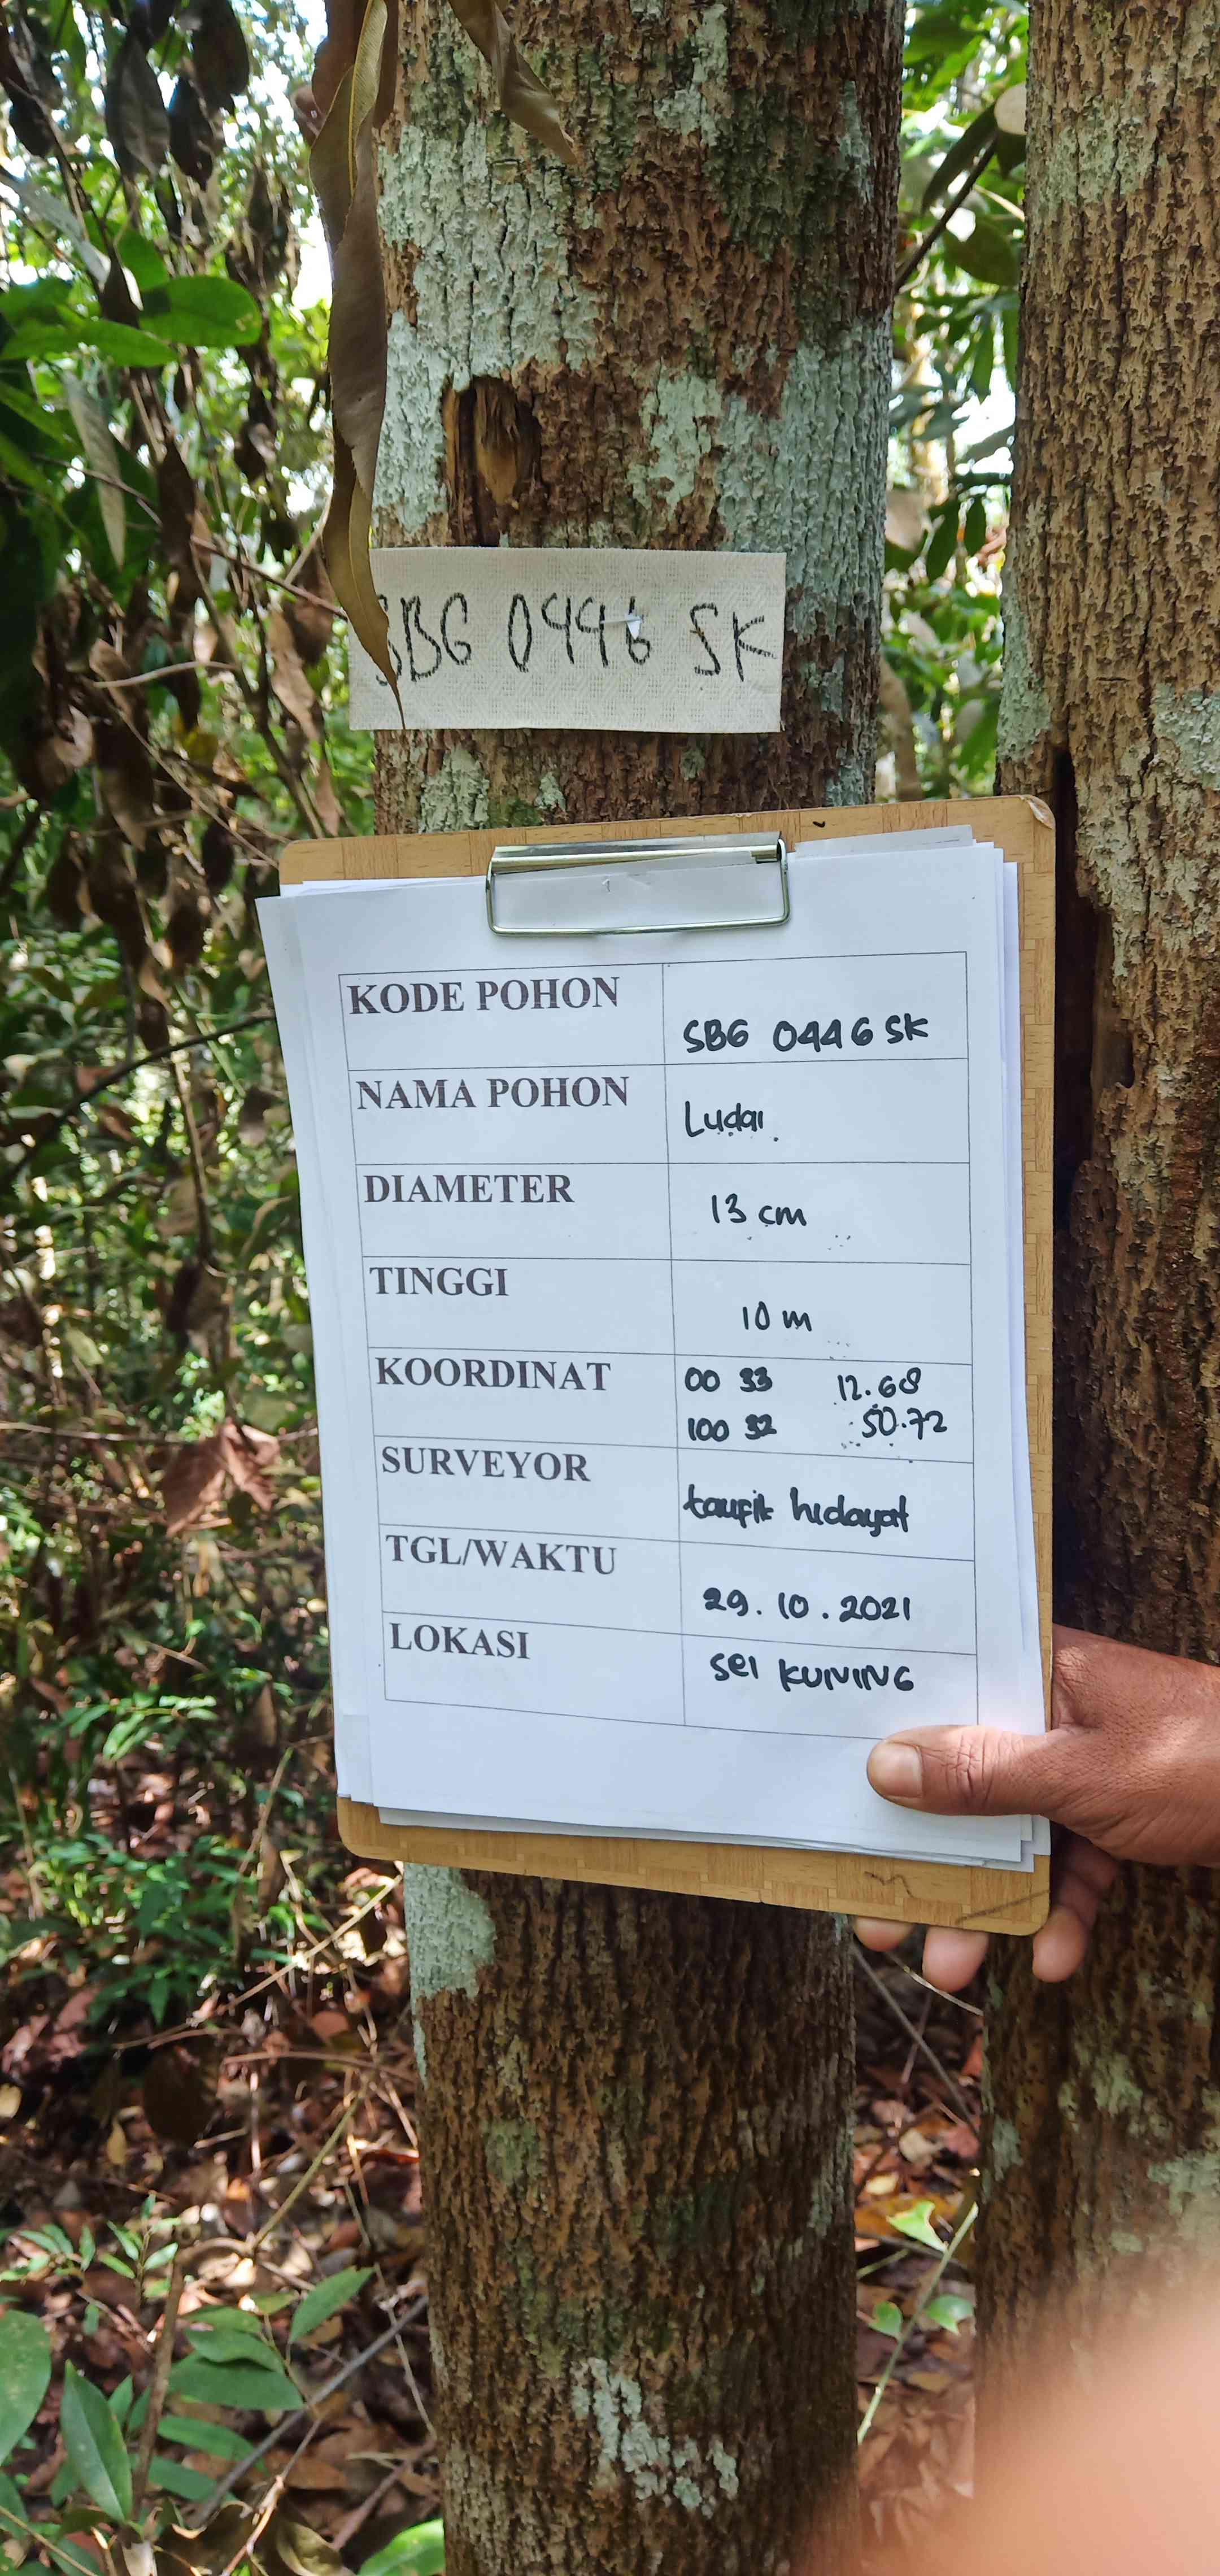 SBG 0446 SK
KODE POHON SBG 0446 SK
NAMA POHON Ludai
DIAMETER 13 cm
TINGGI 10 m
KOORDINAT 00 33 12.68
100 32 50.72
SURVEYOR taufik hidayat
TGL/WAKTU 29.10.2021
LOKASI Sei KUNING